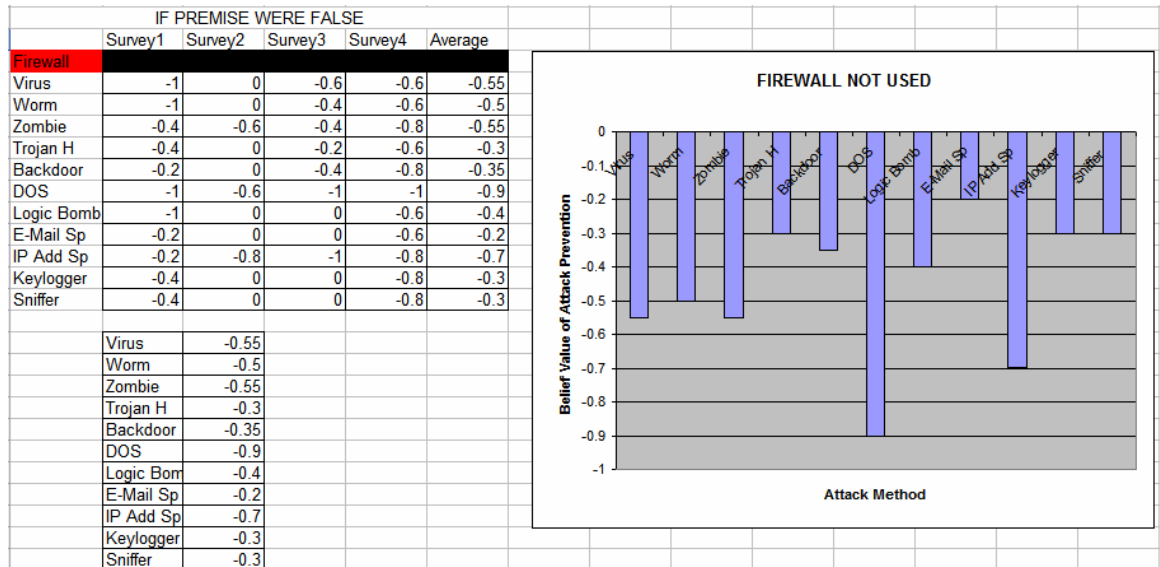 IF PREMISE WERE FALSE
Survey1 Survey2 Survey3 Survey4 Average
Firewall
Virus -1 0 -0.6 -0.6 -0.55
Worm -1 0 -0.4 -0.6 -0.5
Zombie -0.4 -0.6 -0.4 -0.8 -0.55
Trojan H -0.4 0 -0.2 -0.6 -0.3
Backdoor -0.2 0 -0.4 -0.8 -0.35
DOS -1 -0.6 -1 -1 -0.9
Logic Bomb -1 0 0 -0.6 -0.4
E-Mail Sp -0.2 0 0 -0.6 -0.2
IP Add Sp -0.2 -0.8 -1 -0.8 -0.7
Keylogger -0.4 0 0 -0.8 -0.3
Sniffer -0.4 0 0 -0.8 -0.3
Virus -0.55
Worm -0.5
Zombie -0.55
Trojan H -0.3
Backdoor -0.35
DOS -0.9
Logic Bom -0.4
E-Mail Sp -0.2
IP Add Sp -0.7
Keylogger -0.3
Sniffer -0.3
FIREWALL NOT USED
Belief Value of Attack Prevention
0
-0.1
-0.2
-0.3
-0.4
-0.5
-0.6
-0.7
-0.8
-0.9
-1
Virus
Worm
Zombie
Trojan H
Backdoor
DOS
Logic Bomb
E-Mail Sp
IP Add Sp
Keylogger
Sniffer
Attack Method